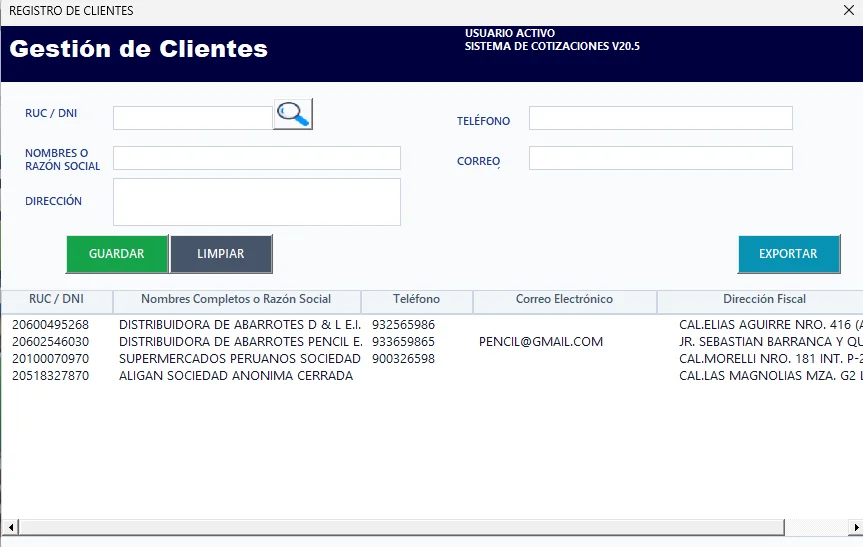 REGISTRO DE CLIENTES
Gestión de Clientes
USUARIO ACTIVO
SISTEMA DE COTIZACIONES V20.5
RUC / DNI
TELÉFONO
NOMBRES O
RAZÓN SOCIAL
CORREO
DIRECCIÓN
GUARDAR LIMPIAR EXPORTAR
RUC / DNI Nombres Completos o Razón Social Teléfono Correo Electrónico Dirección Fiscal
20600495268 DISTRIBUIDORA DE ABARROTES D & L E.I. 932565986 CAL.ELIAS AGUIRRE NRO. 416 (
20602546030 DISTRIBUIDORA DE ABARROTES PENCIL E. 933659865 PENCIL@GMAIL.COM JR. SEBASTIAN BARRANCA Y QU
20100070970 SUPERMERCADOS PERUANOS SOCIEDAD 900326598 CAL.MORELLI NRO. 181 INT. P-2
20518327870 ALIGAN SOCIEDAD ANONIMA CERRADA CAL.LAS MAGNOLIAS MZA. G2 L